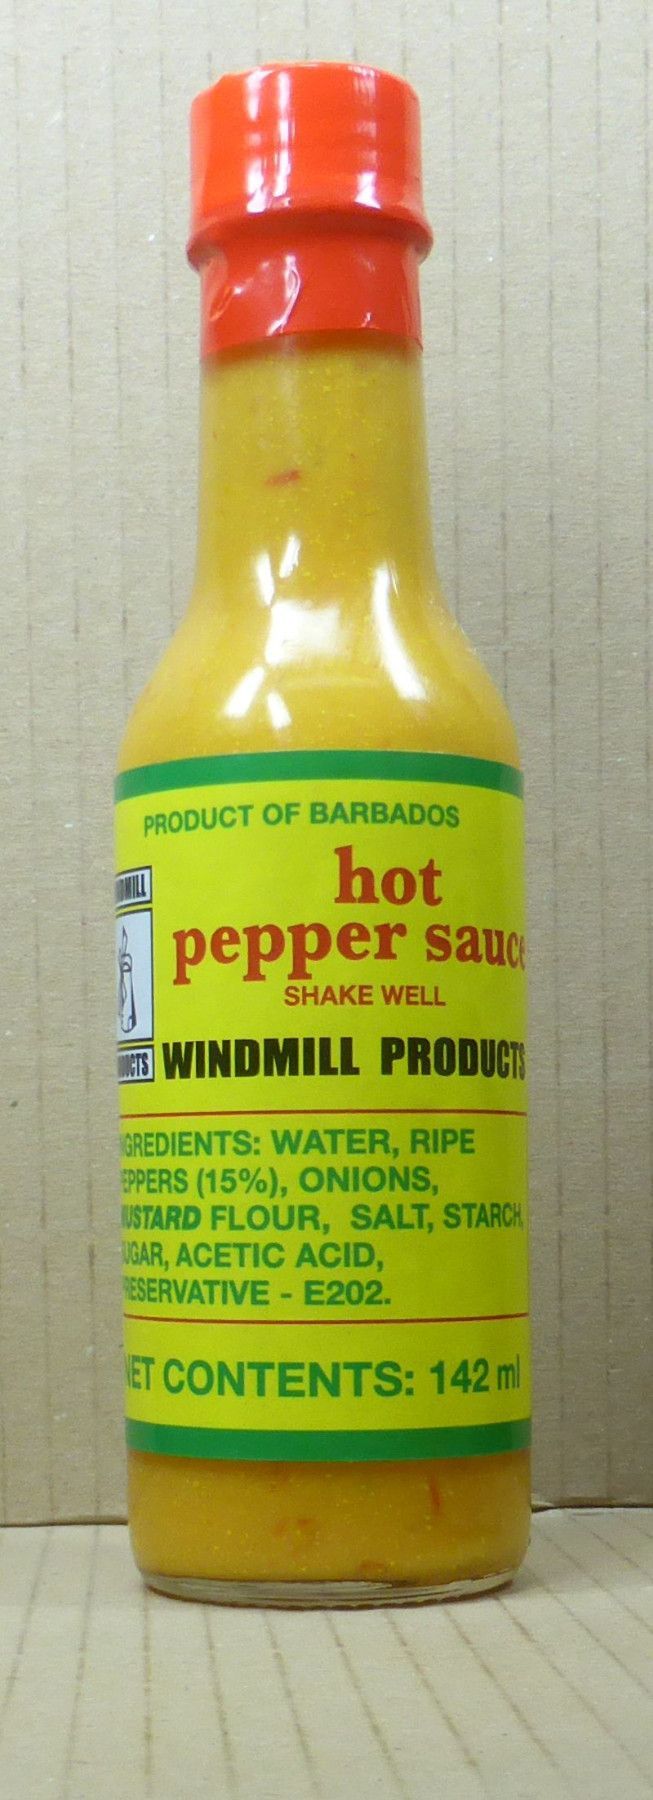 PRODUCT OF BARBADOS
hot
pepper sauce
SHAKE WELL
WINDMILL PRODUCTS
INGREDIENTS: WATER, RIPE
PEPPERS (15%), ONIONS,
MUSTARD FLOUR, SALT, STARCH,
SUGAR, ACETIC ACID,
PRESERVATIVE - E202.
NET CONTENTS: 142 ml